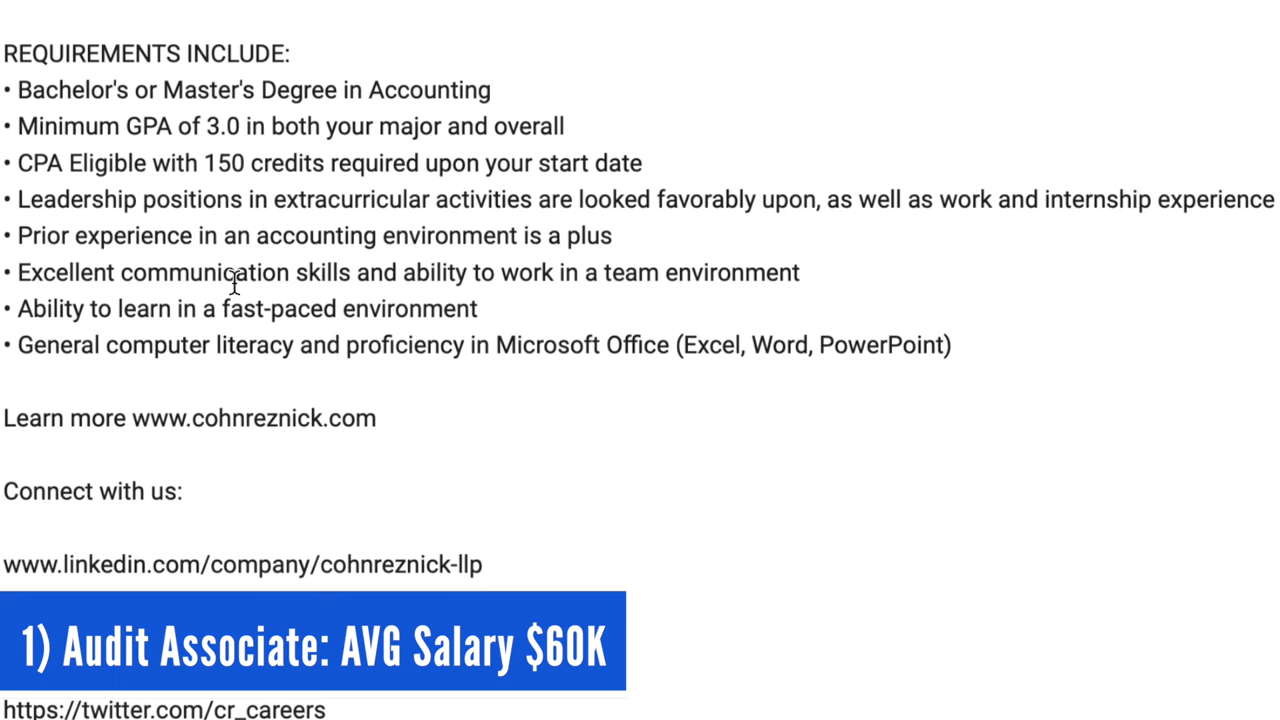 REQUIREMENTS INCLUDE:
• Bachelor's or Master's Degree in Accounting
• Minimum GPA of 3.0 in both your major and overall
• CPA Eligible with 150 credits required upon your start date
• Leadership positions in extracurricular activities are looked favorably upon, as well as work and internship experience
• Prior experience in an accounting environment is a plus
• Excellent communication skills and ability to work in a team environment
• Ability to learn in a fast-paced environment
• General computer literacy and proficiency in Microsoft Office (Excel, Word, PowerPoint)
Learn more www.cohnreznick.com
Connect with us:
www.linkedin.com/company/cohnreznick-llp
1) Audit Associate: AVG Salary $60K
https://twitter.com/cr_careers